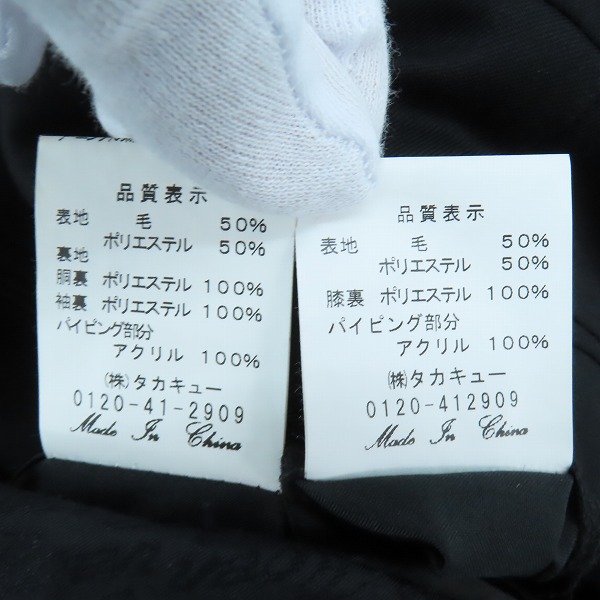 品質表示
表地 毛 50%
ポリエステル 50%
裏地
胴裏 ポリエステル 100%
袖裏 ポリエステル 100%
パイピング部分
アクリル 100%
㈱タカキュー
0120-41-2909
Made In China
品質表示
表地 毛 50%
ポリエステル 50%
膝裏 ポリエステル 100%
パイピング部分
アクリル 100%
㈱タカキュー
0120-412909
Made In China